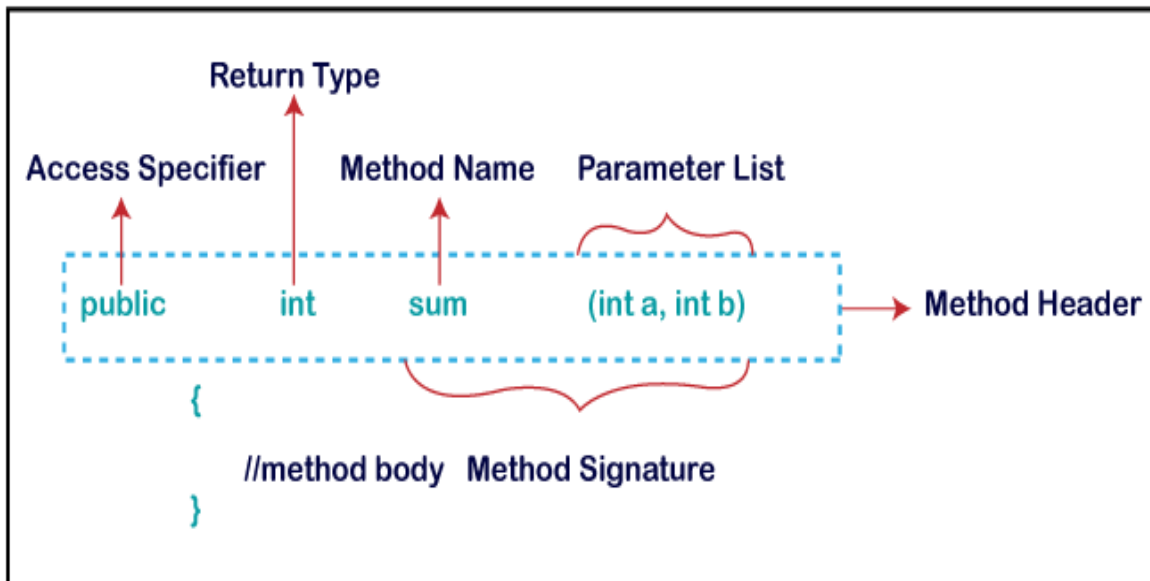 Return Type
Access Specifier Method Name Parameter List
public int sum (int a, int b) Method Header
{
//method body Method Signature
}